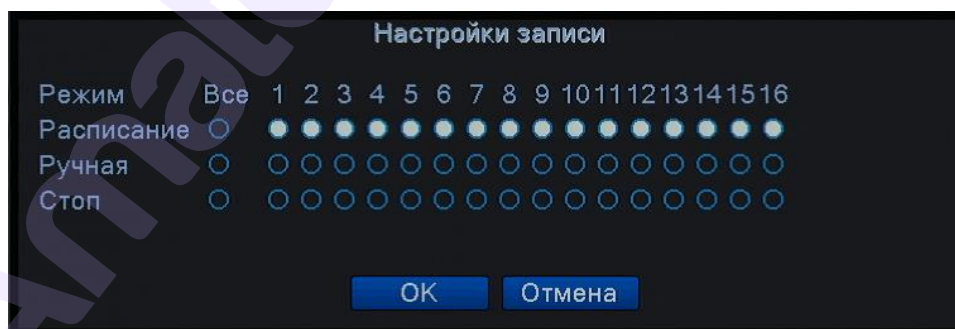 Настройки записи
Режим Все 1 2 3 4 5 6 7 8 9 10 11 12 13 14 15 16
Расписание
Ручная
Стоп
OK Отмена